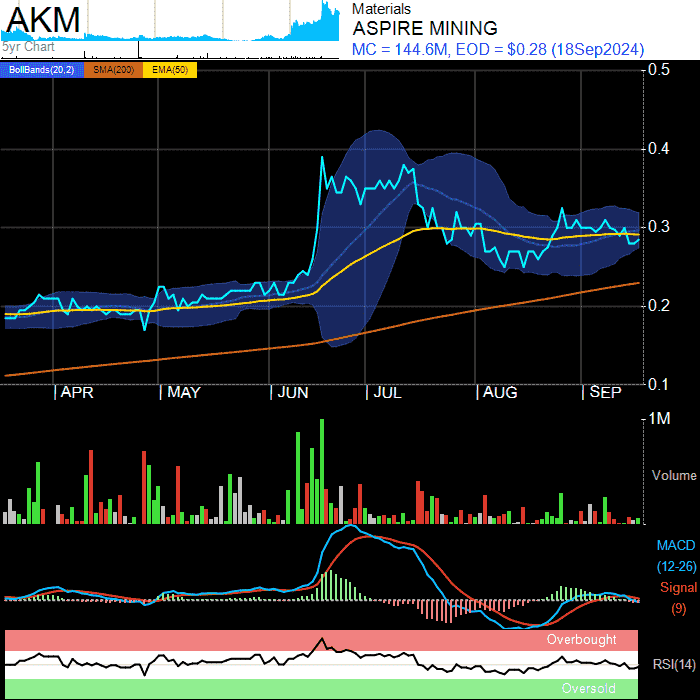 AKM
5yr Chart
Materials
ASPIRE MINING
MC = 144.6M, EOD = $0.28 (18Sep2024)
BollBands(20,2) SMA(200) EMA(50)
0.5
0.4
0.3
0.2
0.1
APR MAY JUN JUL AUG SEP
1M
Volume
MACD
(12-26)
Signal
(9)
Overbought
RSI(14)
Oversold